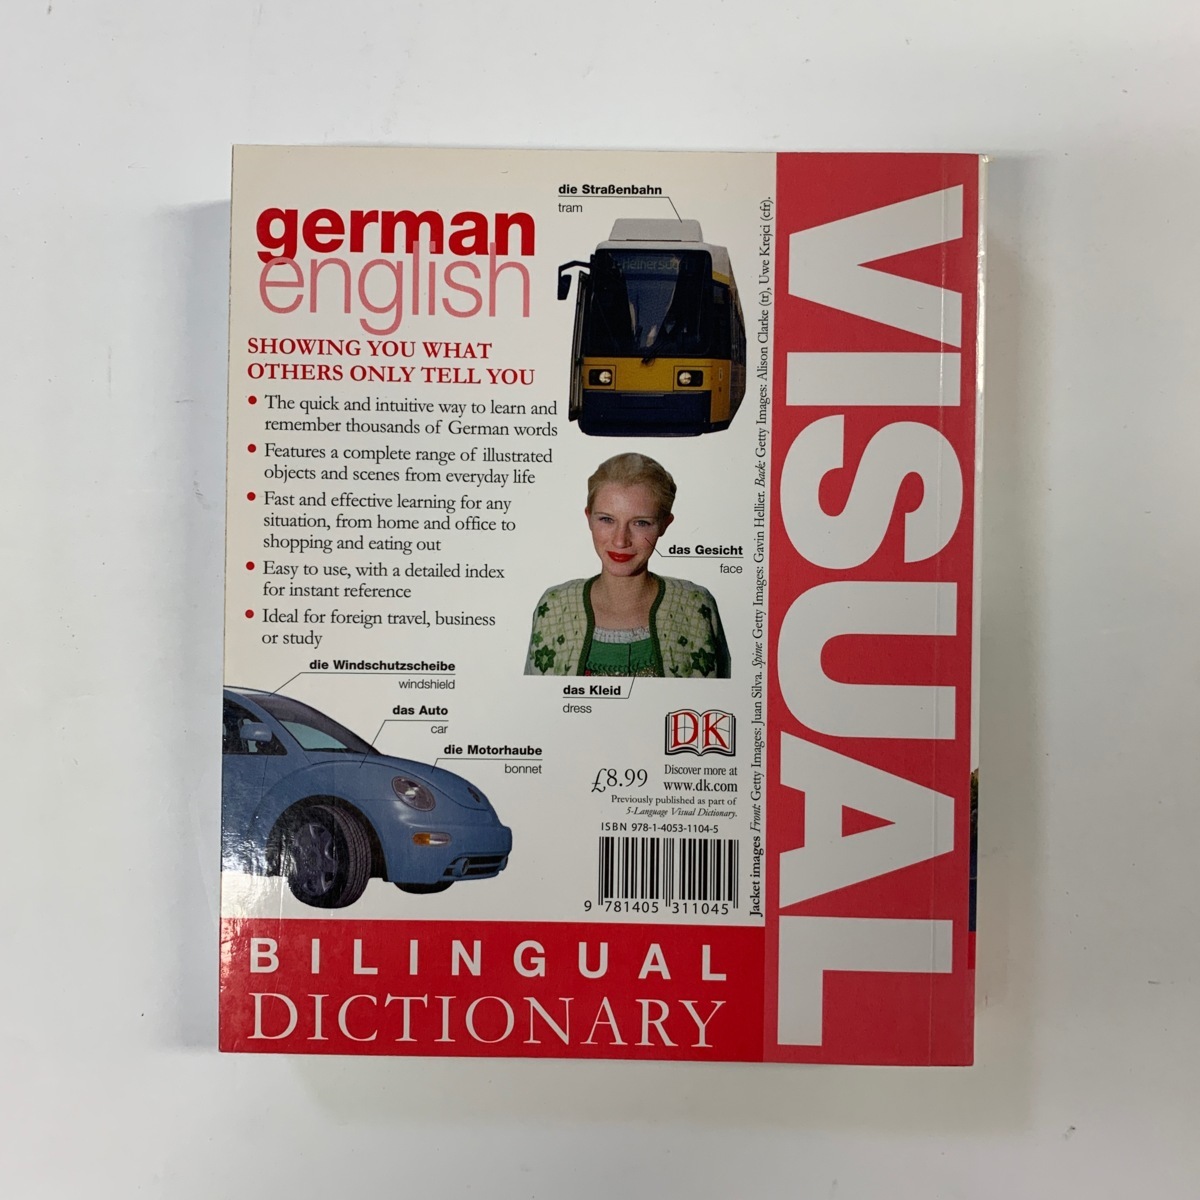 german
english
SHOWING YOU WHAT
OTHERS ONLY TELL YOU
• The quick and intuitive way to learn and
remember thousands of German words
• Features a complete range of illustrated
objects and scenes from everyday life
• Fast and effective learning for any
situation, from home and office to
shopping and eating out
• Easy to use, with a detailed index
for instant reference
• Ideal for foreign travel, business
or study
die Straßenbahn
tram
das Gesicht
face
das Kleid
dress
die Windschutzscheibe
windshield
das Auto
car
die Motorhaube
bonnet
DK
Discover more at
www.dk.com
£8.99
Previously published as part of
5-Language Visual Dictionary.
ISBN 978-1-4053-1104-5
9 781405 311045
Jacket images Front: Getty Images: Juan Silva. Spine: Getty Images: Gavin Hellier. Back: Getty Images: Alison Clarke (tr), Uwe Krejci (cfr).
VISUAL
BILINGUAL
DICTIONARY